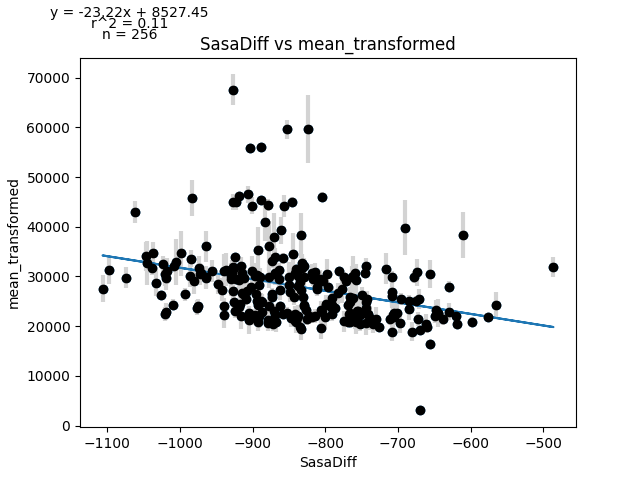 y = -23.22x + 8527.45
r^2 = 0.11
n = 256
SasaDiff vs mean_transformed
70000
60000
50000
40000
30000
20000
10000
0
mean_transformed
−1100 −1000 −900 −800 −700 −600 −500
SasaDiff